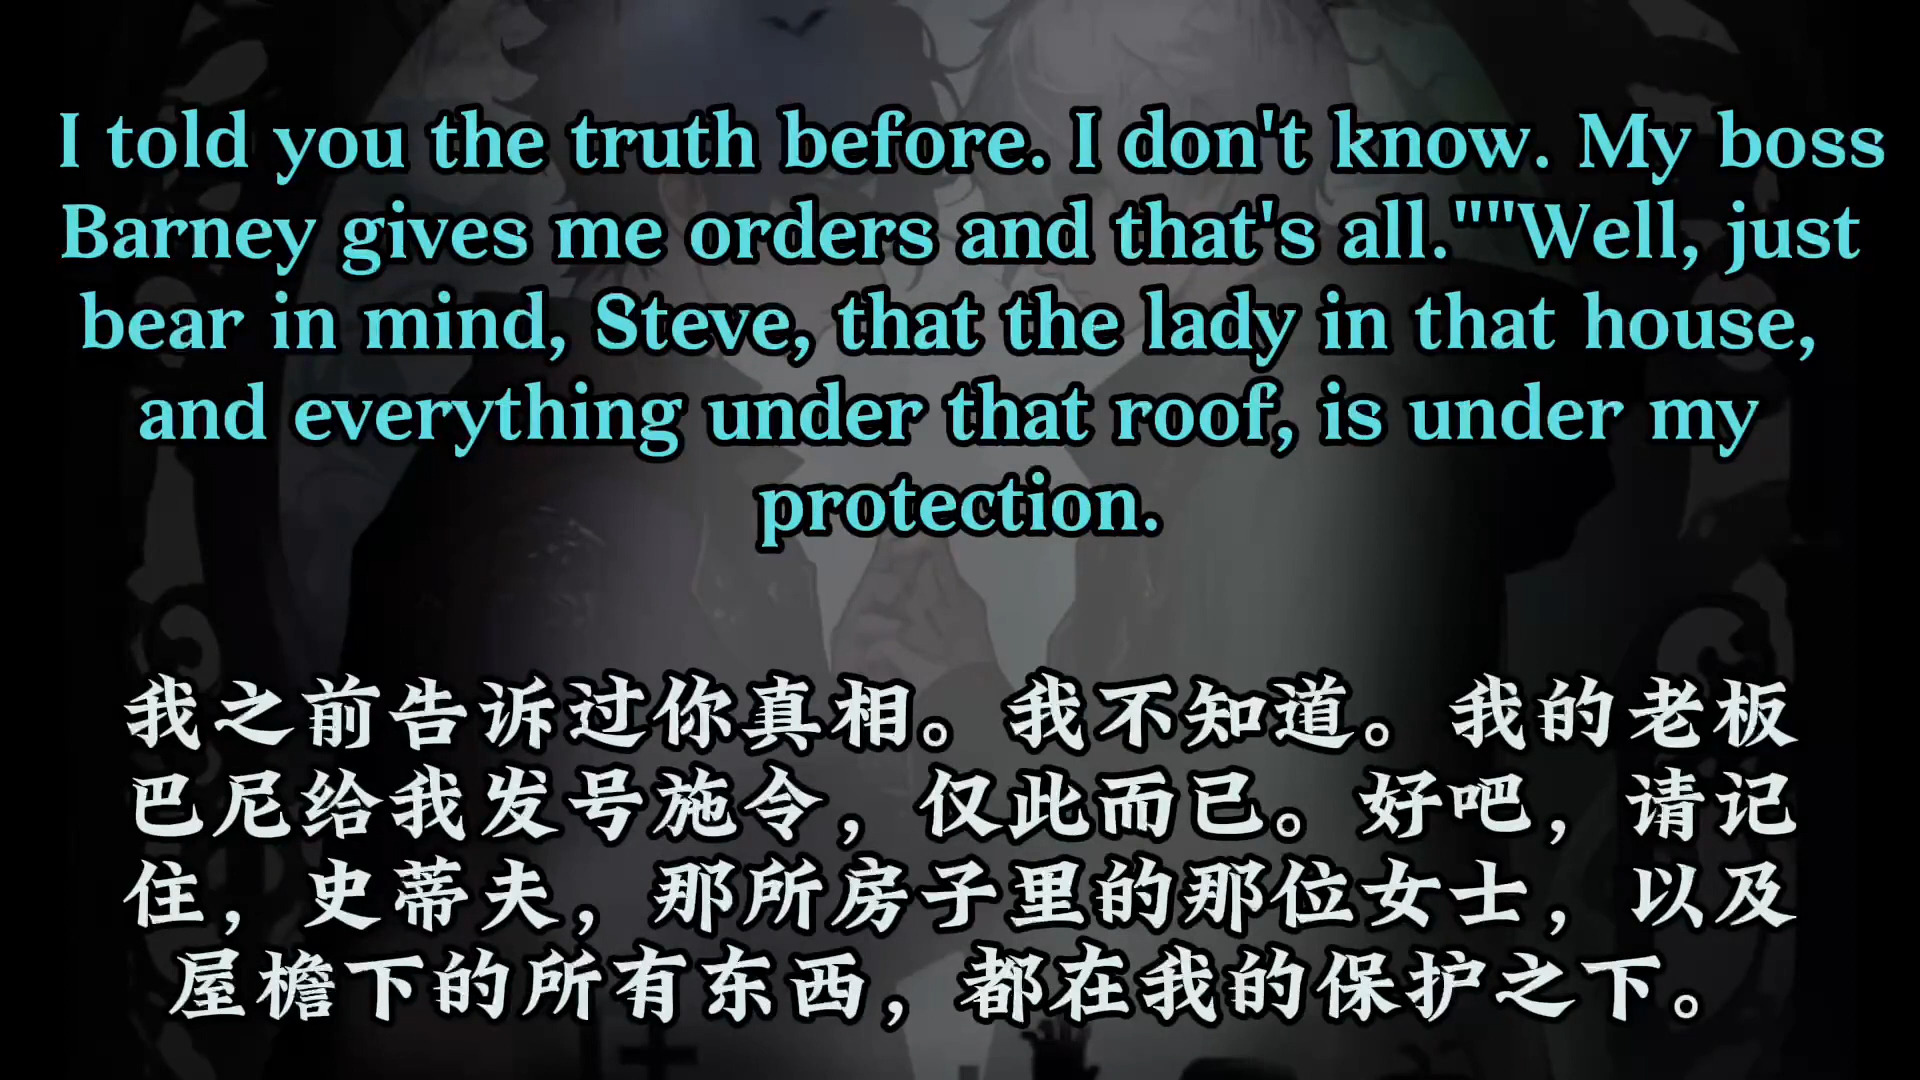 I told you the truth before. I don't know. My boss
Barney gives me orders and that's all.""Well, just
bear in mind, Steve, that the lady in that house,
and everything under that roof, is under my
protection.
我之前告诉过你真相。我不知道。我的老板
巴尼给我发号施令，仅此而已。好吧，请记
住，史蒂夫，那所房子里的那位女士，以及
屋檐下的所有东西，都在我的保护之下。